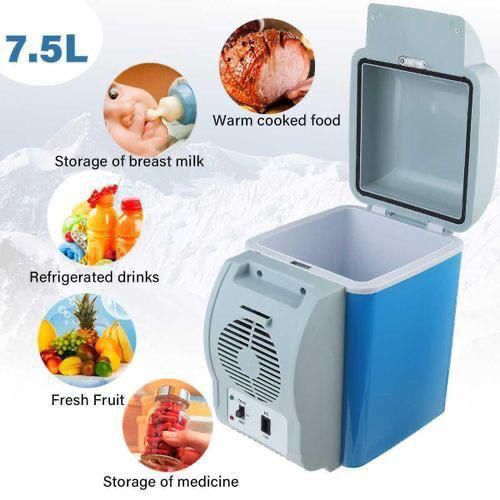 7.5L
Warm cooked food
Storage of breast milk
Refrigerated drinks
Fresh Fruit
Storage of medicine